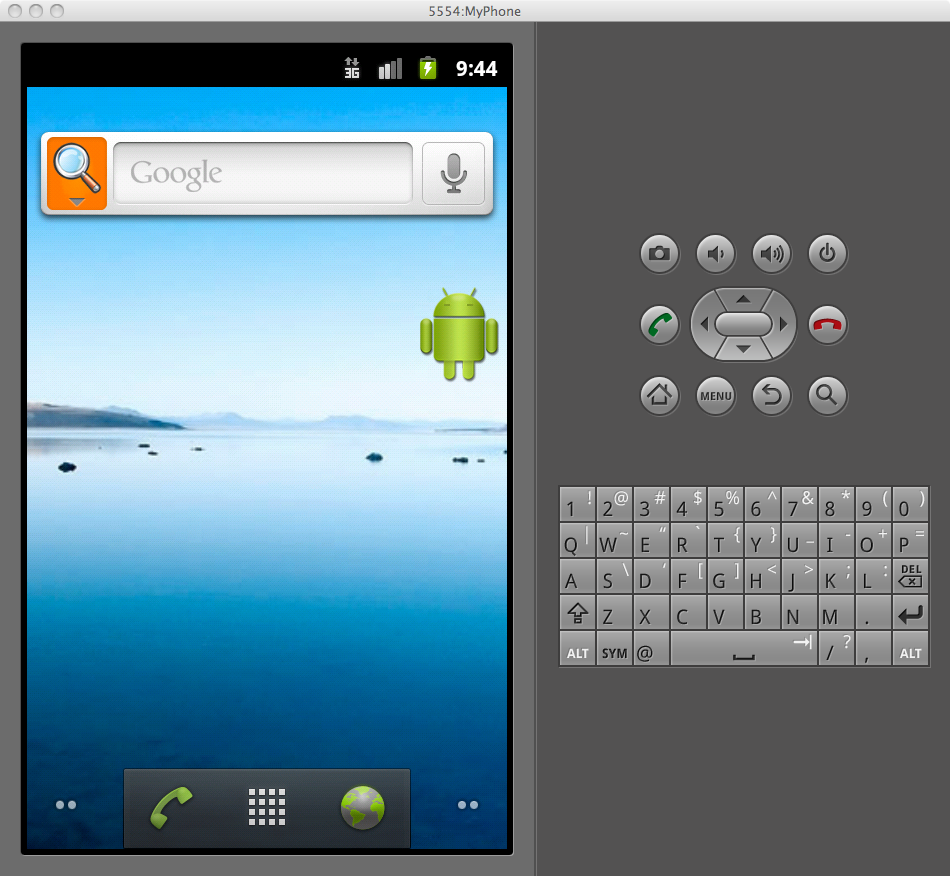 5554:MyPhone
3G 9:44
Google
MENU
1 ! 2 @ 3 # 4 $ 5 % 6 ^ 7 & 8 * 9 ( 0 )
Q | W ~ E “ R ` T { Y } U _ I - O + P =
A S \ D ‘ F [ G ] H < J > K ; L : DEL
Z X C V B N M .
ALT SYM @ / ? , ALT